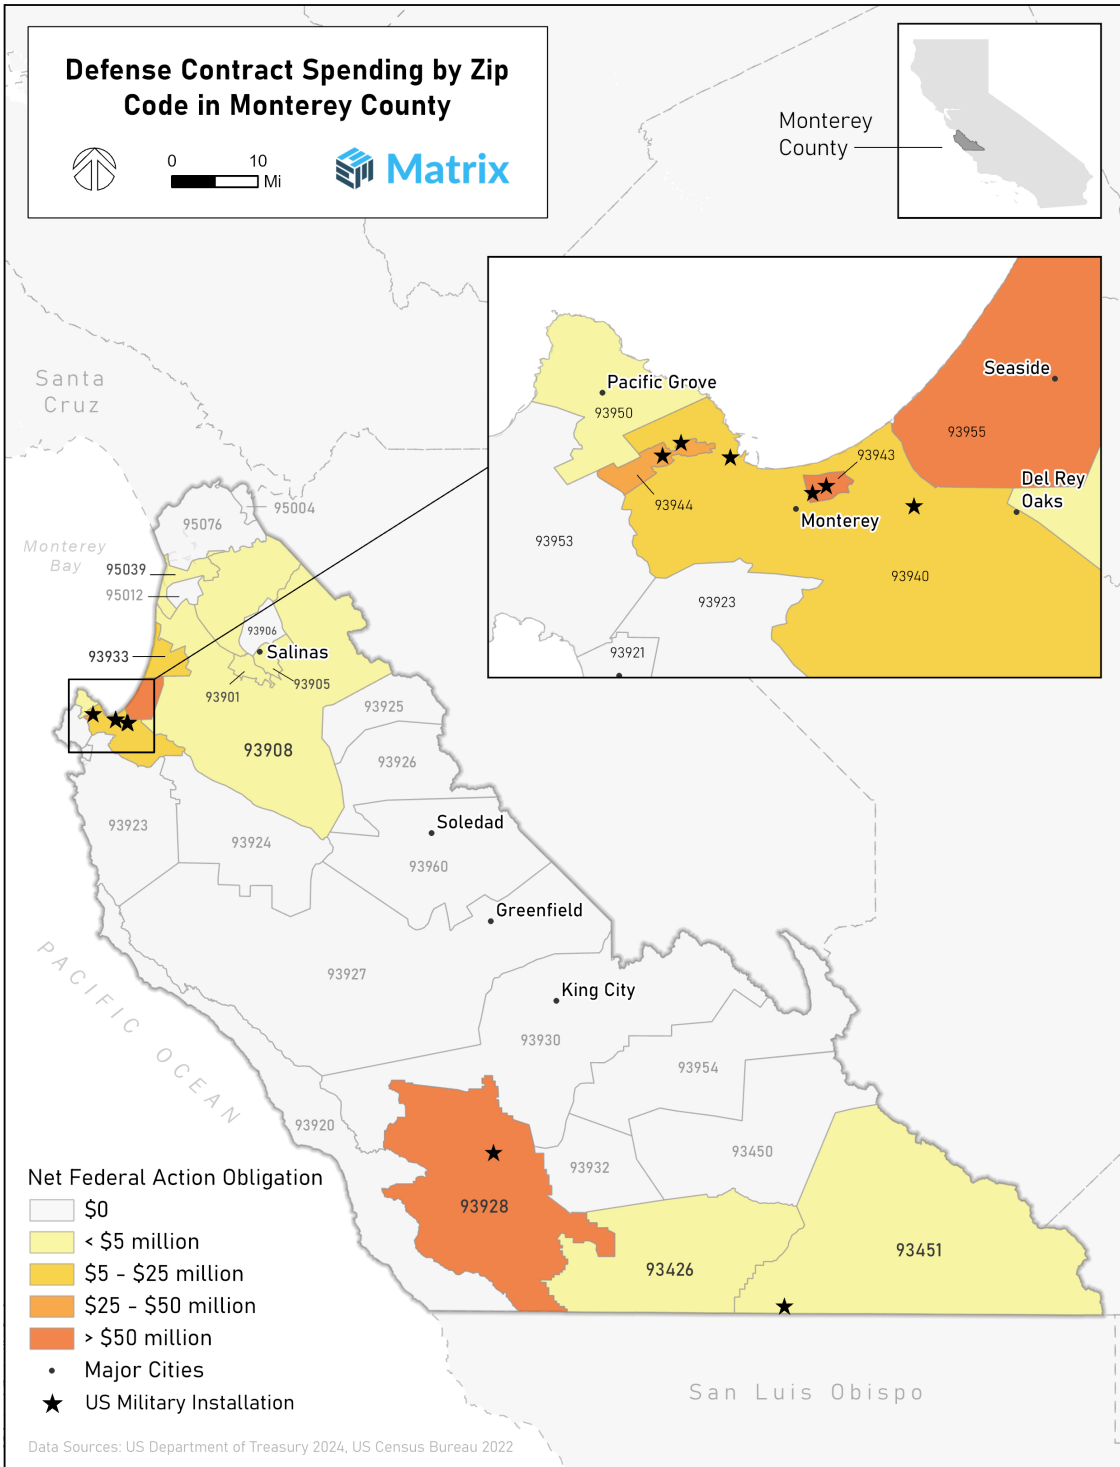 Defense Contract Spending by Zip
Code in Monterey County
0 10
Mi
Matrix
Monterey
County
Santa
Cruz
Monterey
Bay
Pacific Grove
93950
Seaside
93955
93943
Del Rey
Oaks
93944
Monterey
93953
93940
93923
93921
95004
95076
95039
95012
93906
Salinas
93933
93901
93905
93925
93908
93926
93923
Soledad
93924
93960
Greenfield
93927
King City
93930
93954
PACIFIC OCEAN
93920
93450
93932
93928
93451
93426
Net Federal Action Obligation
$0
< $5 million
$5 - $25 million
$25 - $50 million
> $50 million
Major Cities
US Military Installation
San Luis Obispo
Data Sources: US Department of Treasury 2024, US Census Bureau 2022